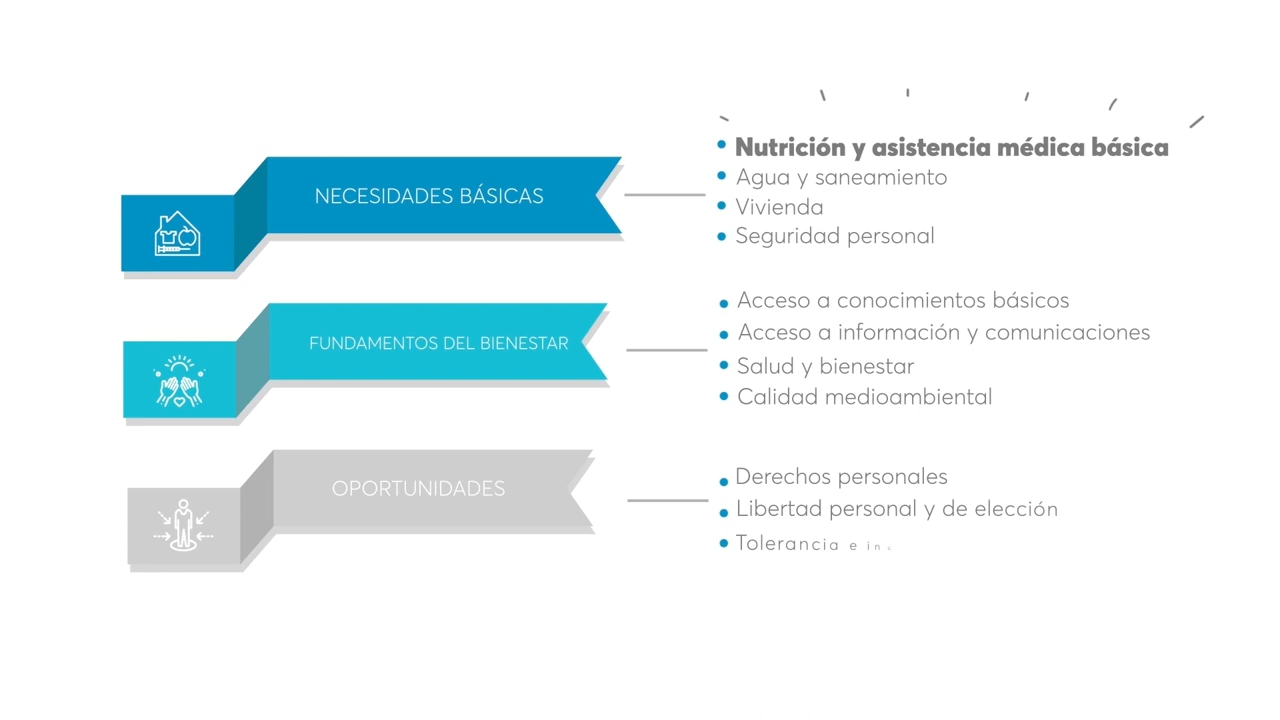 NECESIDADES BÁSICAS
Nutrición y asistencia médica básica
Agua y saneamiento
Vivienda
Seguridad personal
FUNDAMENTOS DEL BIENESTAR
Acceso a conocimientos básicos
Acceso a información y comunicaciones
Salud y bienestar
Calidad medioambiental
OPORTUNIDADES
Derechos personales
Libertad personal y de elección
Tolerancia e